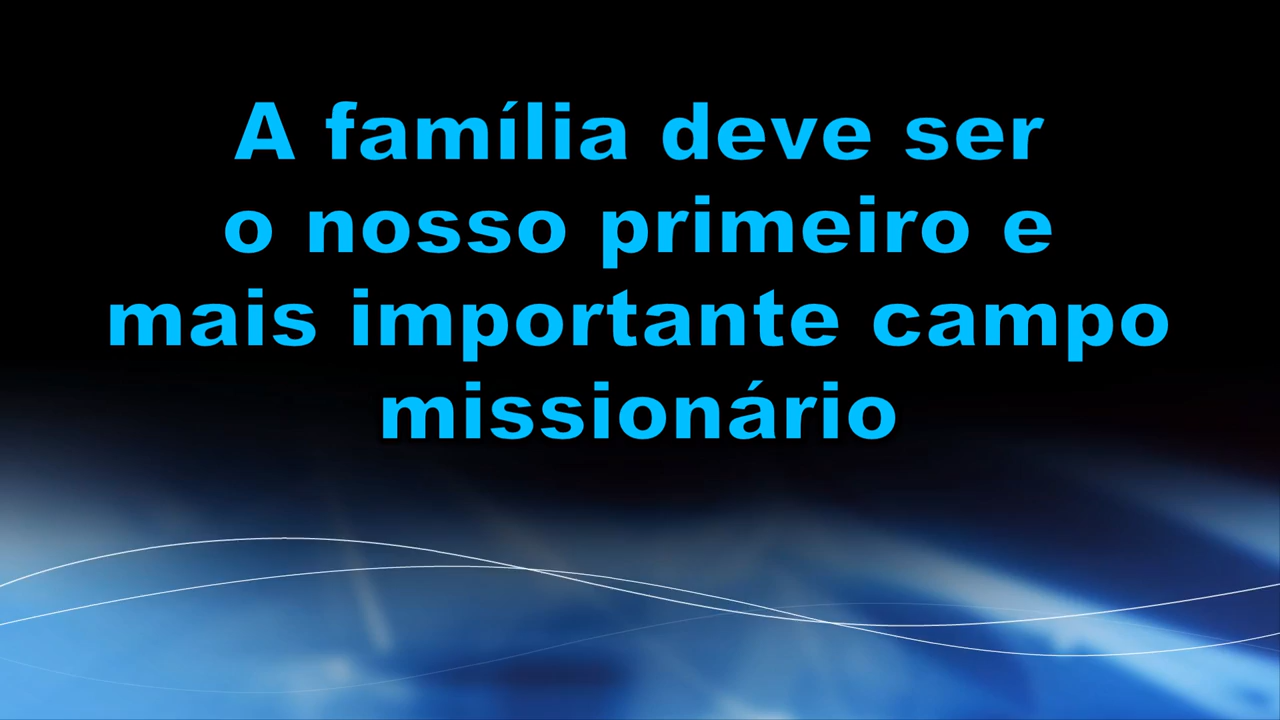 A família deve ser
o nosso primeiro e
mais importante campo
missionário